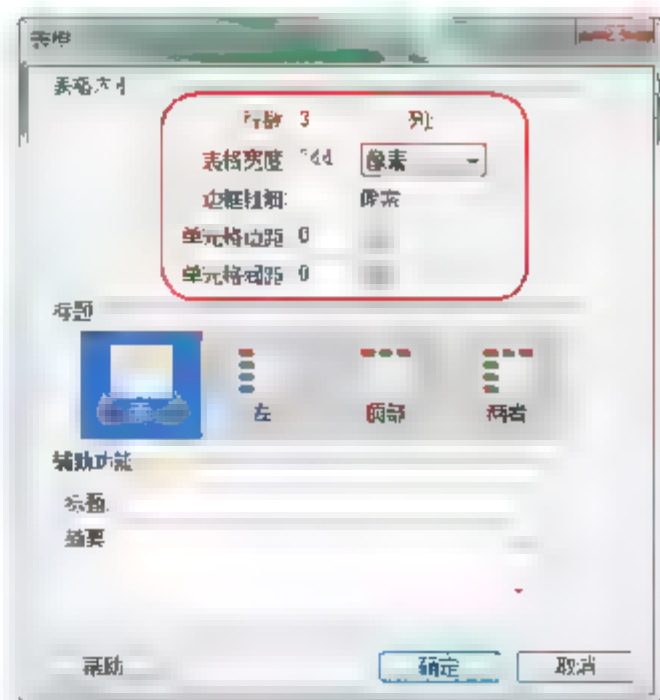 表格
表格大小
行数 3 列:
表格宽度 像素
边框粗细: 像素
单元格边距 0
单元格间距 0
标题
无 左 顶部 两者
辅助功能
标题:
摘要
帮助 确定 取消